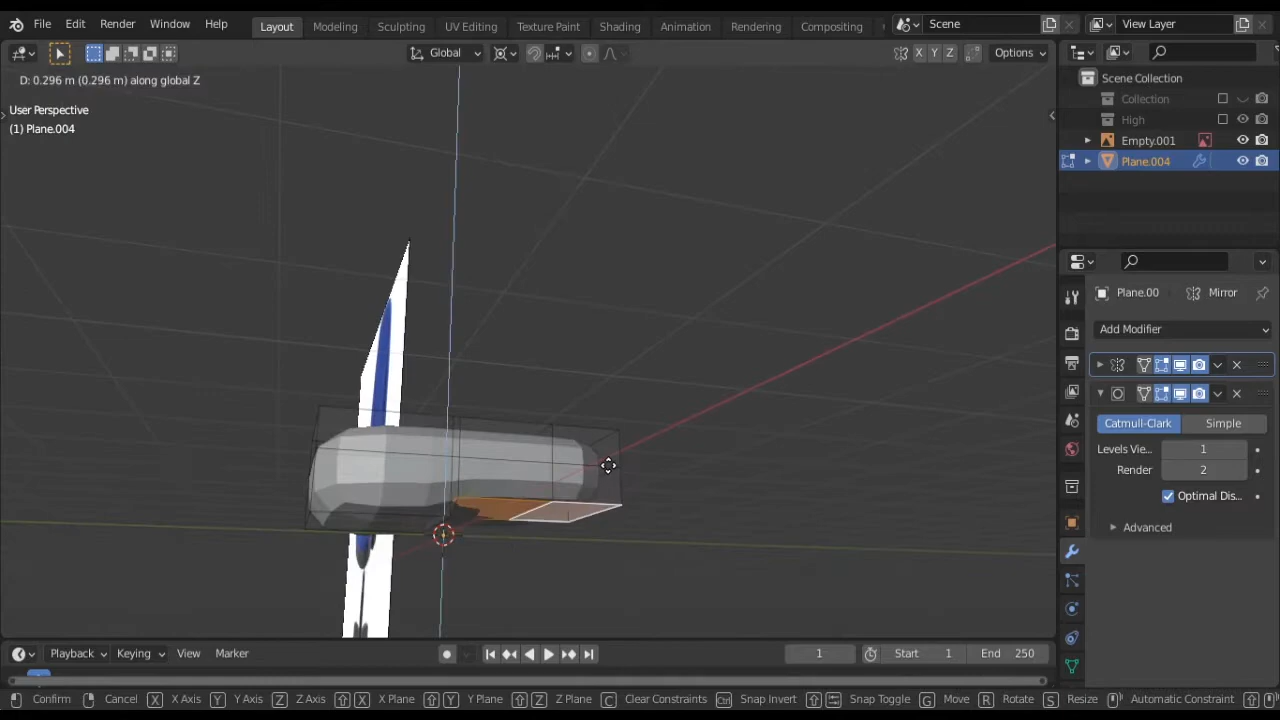 File Edit Render Window Help Layout Modeling Sculpting UV Editing Texture Paint Shading Animation Rendering Compositing Scene View Layer
Global X Y Z Options
D: 0.296 m (0.296 m) along global Z
User Perspective
(1) Plane.004
Scene Collection
Collection
High
Empty.001
Plane.004
Plane.00 Mirror
Add Modifier
Catmull-Clark Simple
Levels Vie... 1
Render 2
Optimal Dis...
Advanced
Playback Keying View Marker 1 Start 1 End 250
Confirm Cancel X X Axis Y Y Axis Z Z Axis X X Plane Y Y Plane Z Z Plane C Clear Constraints Ctrl Snap Invert Snap Toggle G Move R Rotate S Resize Automatic Constraint